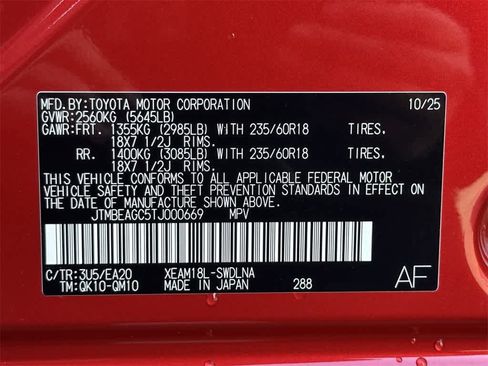 MFD.BY:TOYOTA MOTOR CORPORATION 10/25
GVWR:2560KG (5645LB)
GAWR:FRT. 1355KG (2985LB) WITH 235/60R18 TIRES.
18X7 1/2J RIMS.
RR. 1400KG (3085LB) WITH 235/60R18 TIRES.
18X7 1/2J RIMS.
THIS VEHICLE CONFORMS TO ALL APPLICABLE FEDERAL MOTOR
VEHICLE SAFETY AND THEFT PREVENTION STANDARDS IN EFFECT ON
THE DATE OF MANUFACTURE SHOWN ABOVE.
JTMBEAGC5TJ000669 MPV
C/TR:3U5/EA20 XEAM18L-SWDLNA
TM:QK10-QM10 MADE IN JAPAN 288 AF